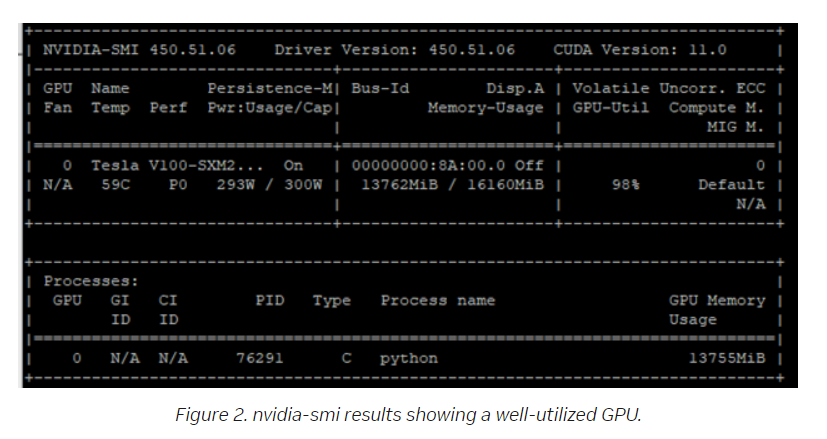 NVIDIA-SMI 450.51.06 Driver Version: 450.51.06 CUDA Version: 11.0
GPU Name Persistence-M| Bus-Id Disp.A | Volatile Uncorr. ECC
Fan Temp Perf Pwr:Usage/Cap| Memory-Usage | GPU-Util Compute M.
MIG M.
0 Tesla V100-SXM2... On | 00000000:8A:00.0 Off | 0
N/A 59C P0 293W / 300W | 13762MiB / 16160MiB | 98% Default
N/A
Processes:
GPU GI CI PID Type Process name GPU Memory
ID ID Usage
0 N/A N/A 76291 C python 13755MiB
Figure 2. nvidia-smi results showing a well-utilized GPU.